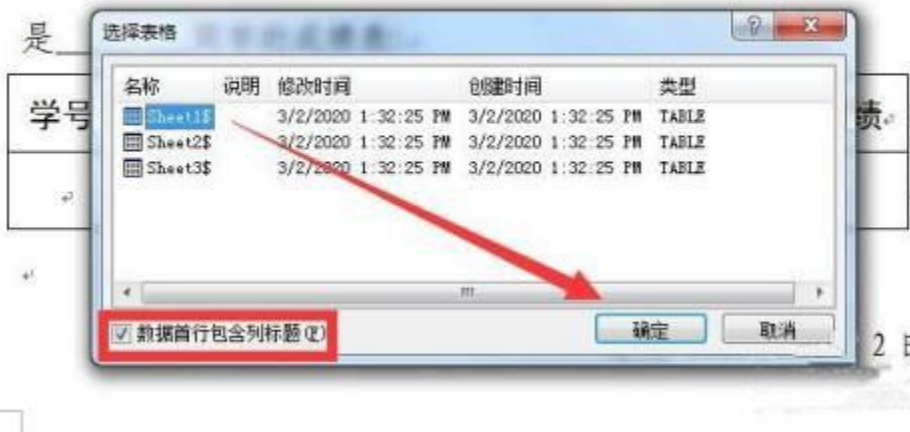 是
选择表格
名称 说明 修改时间 创建时间 类型
学号
Sheet1$ 3/2/2020 1:32:25 PM 3/2/2020 1:32:25 PM TABLE
绩
Sheet2$ 3/2/2020 1:32:25 PM 3/2/2020 1:32:25 PM TABLE
Sheet3$ 3/2/2020 1:32:25 PM 3/2/2020 1:32:25 PM TABLE
数据首行包含列标题(F) 确定 取消
2